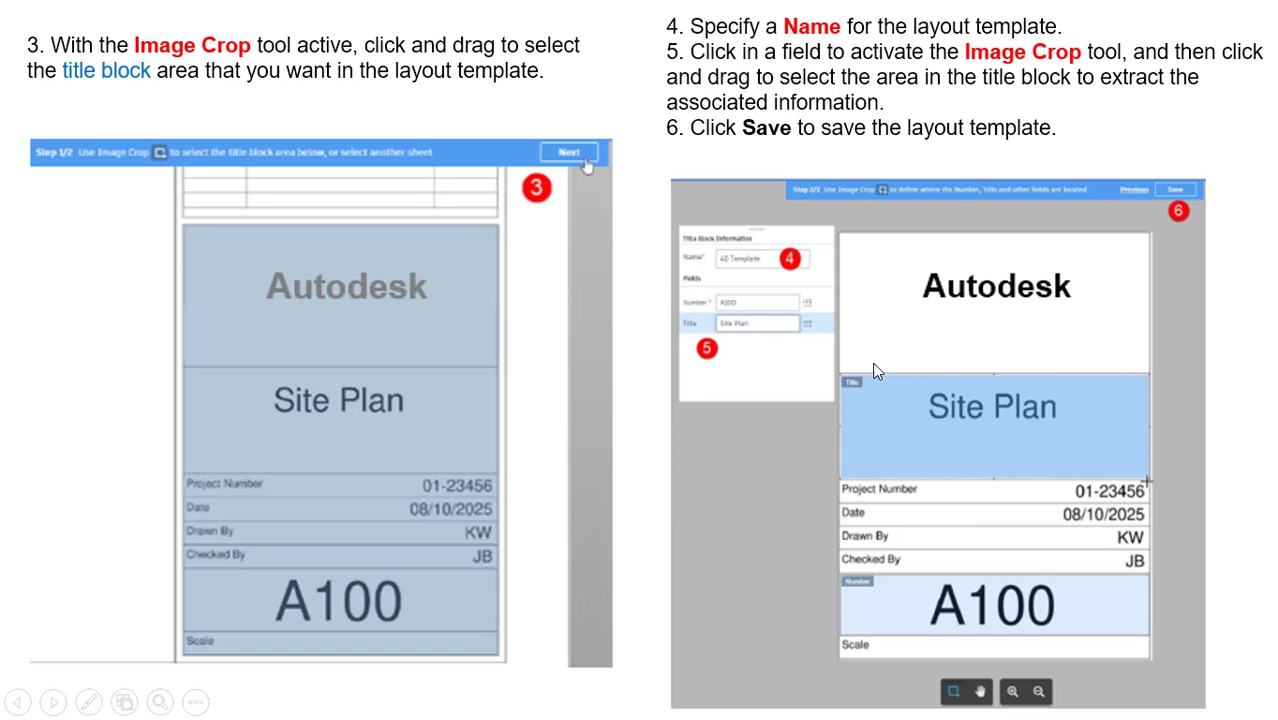 3. With the Image Crop tool active, click and drag to select
the title block area that you want in the layout template.
Step 1/2 Use Image Crop to select the title block area below, or select another sheet
Next
3
Autodesk
Site Plan
Project Number 01-23456
Date 08/10/2025
Drawn By KW
Checked By JB
A100
Scale
4. Specify a Name for the layout template.
5. Click in a field to activate the Image Crop tool, and then click
and drag to select the area in the title block to extract the
associated information.
6. Click Save to save the layout template.
Step 2/2 Use Image Crop to define where the Number, Title and other fields are located
Previous
Save
6
Title Block Information
Name* 40 Template
4
Fields
Number* A100
Title Site Plan
5
Autodesk
Title
Site Plan
Project Number 01-23456
Date 08/10/2025
Drawn By KW
Checked By JB
Number
A100
Scale